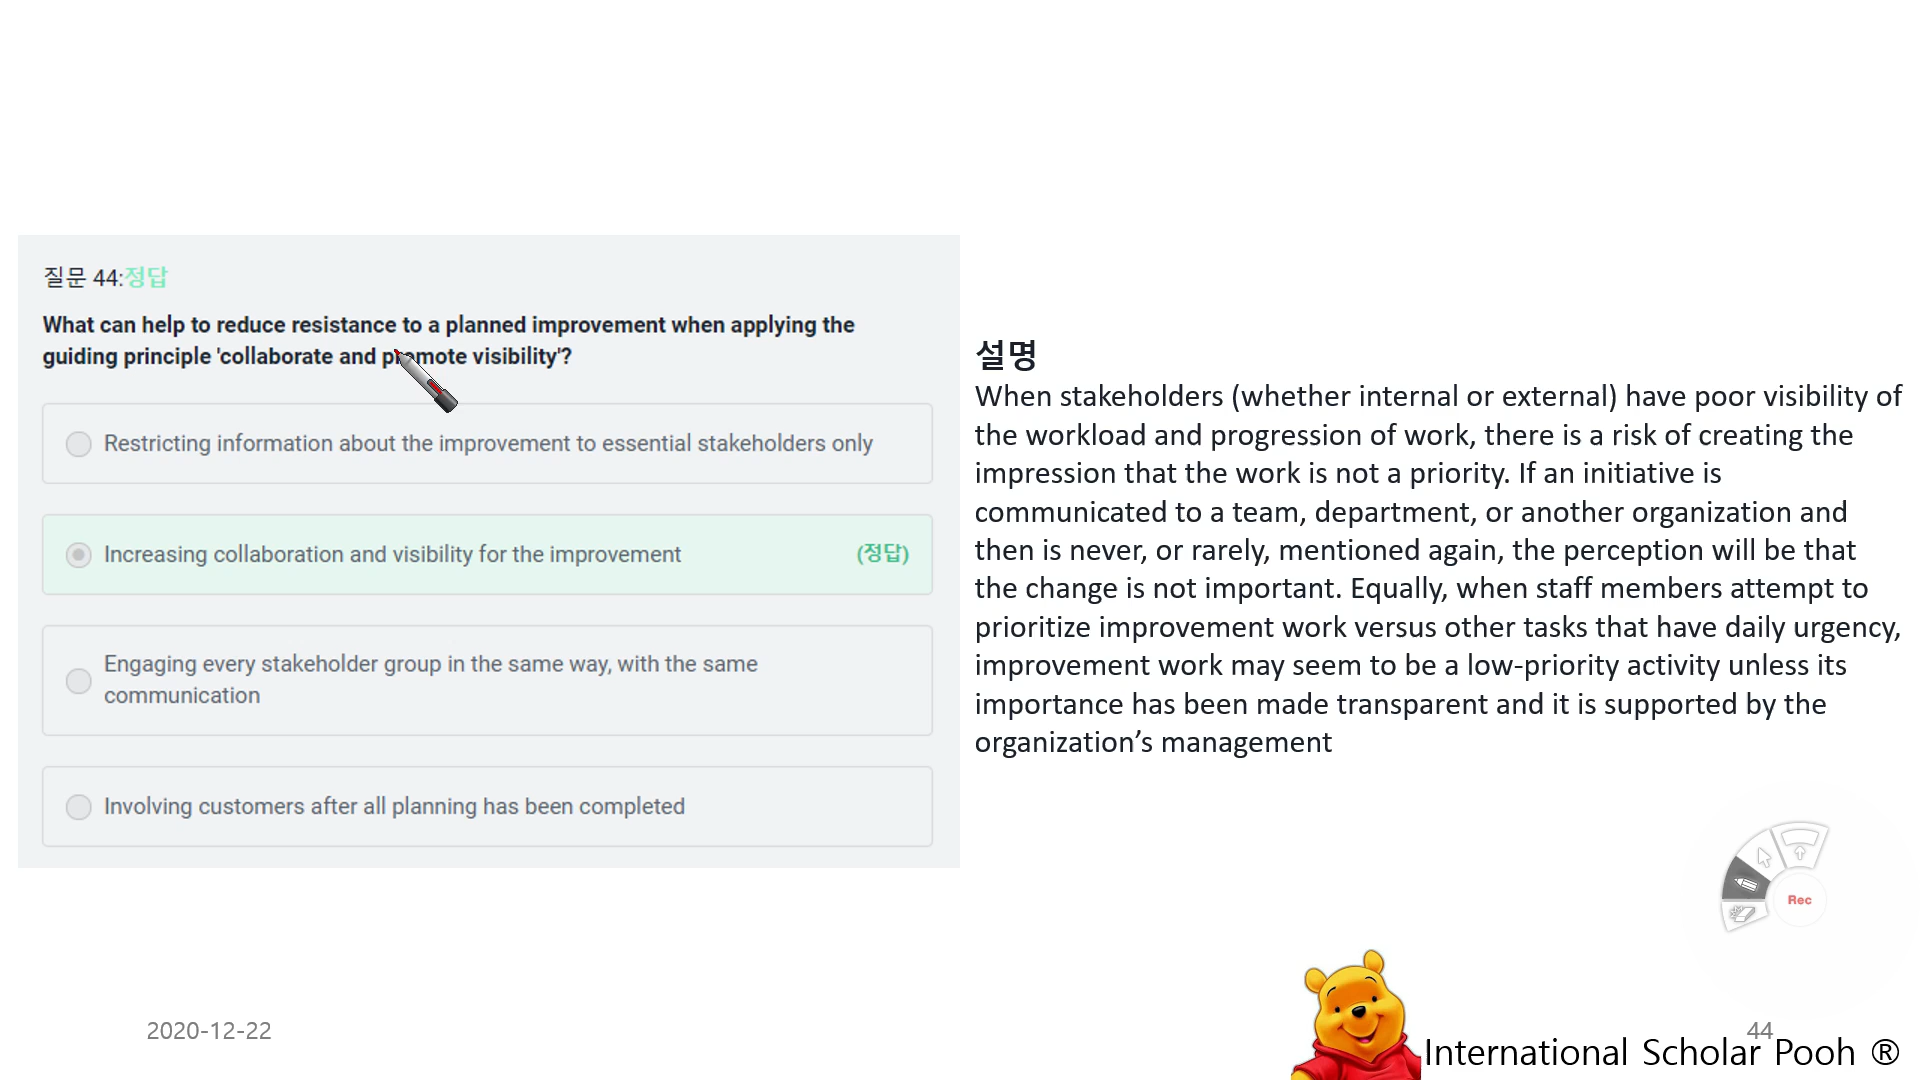 질문 44:정답
What can help to reduce resistance to a planned improvement when applying the
guiding principle 'collaborate and promote visibility'?
Restricting information about the improvement to essential stakeholders only
Increasing collaboration and visibility for the improvement (정답)
Engaging every stakeholder group in the same way, with the same
communication
Involving customers after all planning has been completed
설명
When stakeholders (whether internal or external) have poor visibility of
the workload and progression of work, there is a risk of creating the
impression that the work is not a priority. If an initiative is
communicated to a team, department, or another organization and
then is never, or rarely, mentioned again, the perception will be that
the change is not important. Equally, when staff members attempt to
prioritize improvement work versus other tasks that have daily urgency,
improvement work may seem to be a low-priority activity unless its
importance has been made transparent and it is supported by the
organization’s management
Rec
2020-12-22
44
International Scholar Pooh ®